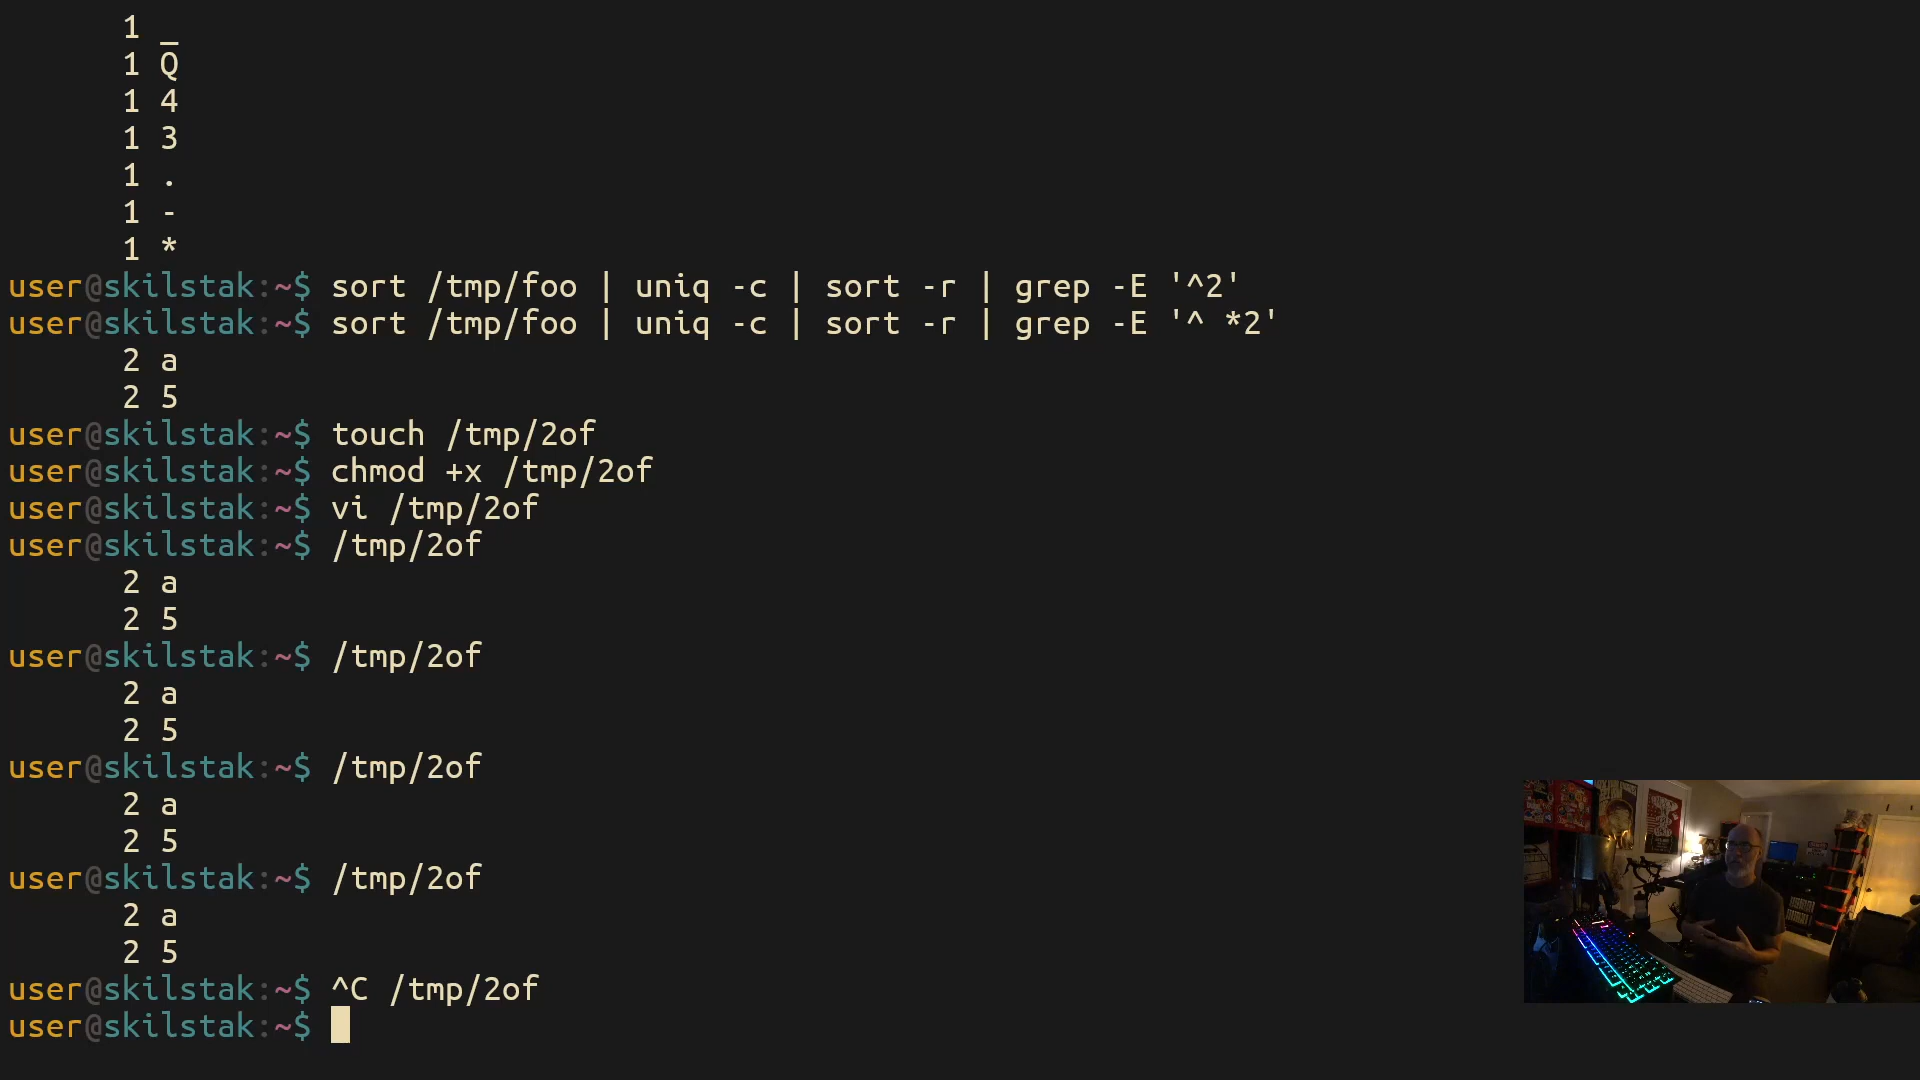 1 _
1 Q
1 4
1 3
1 .
1 -
1 *
user@skilstak:~$ sort /tmp/foo | uniq -c | sort -r | grep -E '^2'
user@skilstak:~$ sort /tmp/foo | uniq -c | sort -r | grep -E '^ *2'
2 a
2 5
user@skilstak:~$ touch /tmp/2of
user@skilstak:~$ chmod +x /tmp/2of
user@skilstak:~$ vi /tmp/2of
user@skilstak:~$ /tmp/2of
2 a
2 5
user@skilstak:~$ /tmp/2of
2 a
2 5
user@skilstak:~$ /tmp/2of
2 a
2 5
user@skilstak:~$ /tmp/2of
2 a
2 5
user@skilstak:~$ ^C /tmp/2of
user@skilstak:~$